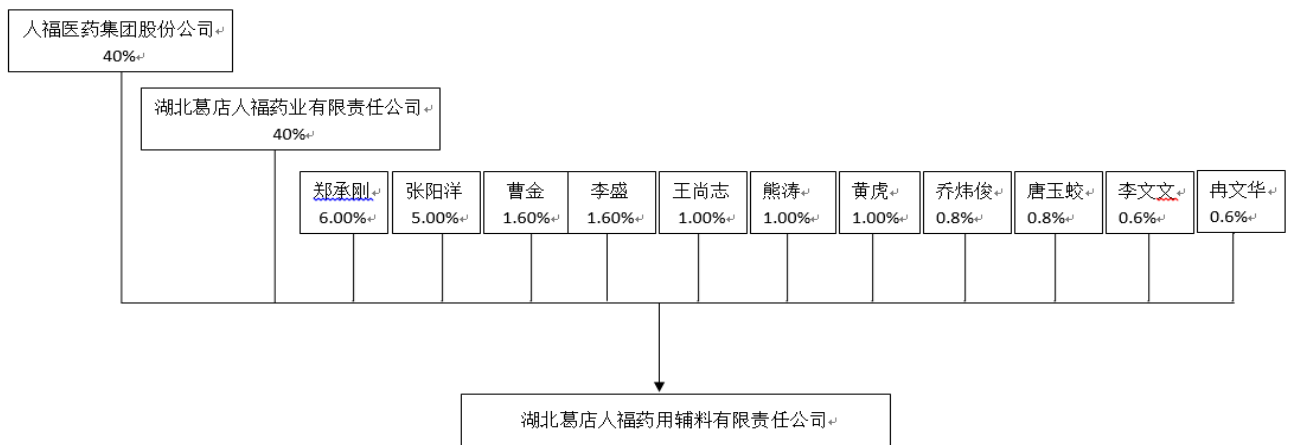 人福医药集团股份公司
40%
湖北葛店人福药业有限责任公司
40%
郑承刚
6.00%
张阳洋
5.00%
曹金
1.60%
李盛
1.60%
王尚志
1.00%
熊涛
1.00%
黄虎
1.00%
乔炜俊
0.8%
唐玉蛟
0.8%
李文文
0.6%
冉文华
0.6%
湖北葛店人福药用辅料有限责任公司